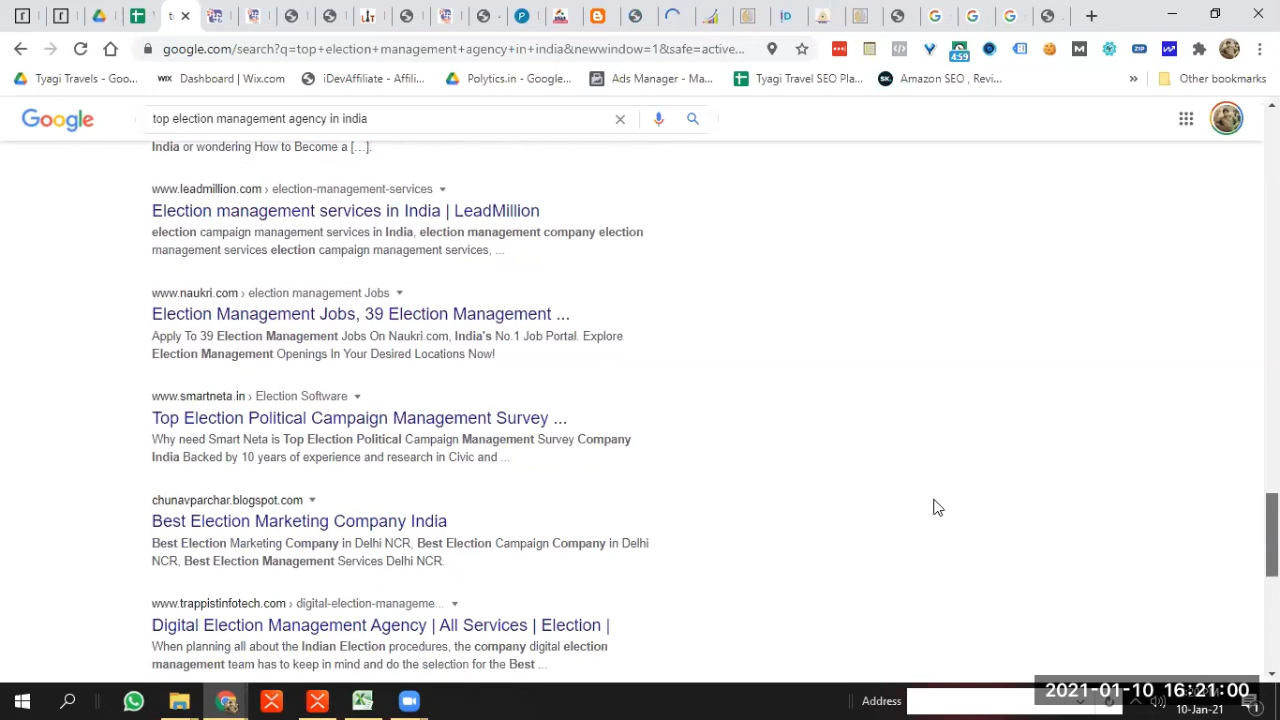 google.com/search?q=top+election+management+agency+in+india&newwindow=1&safe=active...
4:59
Tyagi Travels - Goo...
WIX Dashboard | Wix.com
iDevAffiliate - Affili...
Polytics.in - Google...
Ads Manager - Ma...
Tyagi Travel SEO Pla...
Amazon SEO , Revi...
»
Other bookmarks
Google
top election management agency in india
India or wondering How to Become a [...].
www.leadmillion.com › election-management-services
Election management services in India | LeadMillion
election campaign management services in India, election management company election
management services election campaign management services, ...
www.naukri.com › election management Jobs
Election Management Jobs, 39 Election Management ...
Apply To 39 Election Management Jobs On Naukri.com, India's No.1 Job Portal. Explore
Election Management Openings In Your Desired Locations Now!
www.smartneta.in › Election Software
Top Election Political Campaign Management Survey ...
Why need Smart Neta is Top Election Political Campaign Management Survey Company
India Backed by 10 years of experience and research in Civic and ...
chunavparchar.blogspot.com
Best Election Marketing Company India
Best Election Marketing Company in Delhi NCR, Best Election Campaign Company in Delhi
NCR, Best Election Management Services Delhi NCR.
www.trappistinfotech.com › digital-election-manageme...
Digital Election Management Agency | All Services | Election |
When planning all about the Indian Election procedures, the company digital election
management team has to keep in mind and do the selection for the Best ...
Address
2021-01-10 16:21:00
10-Jan-21